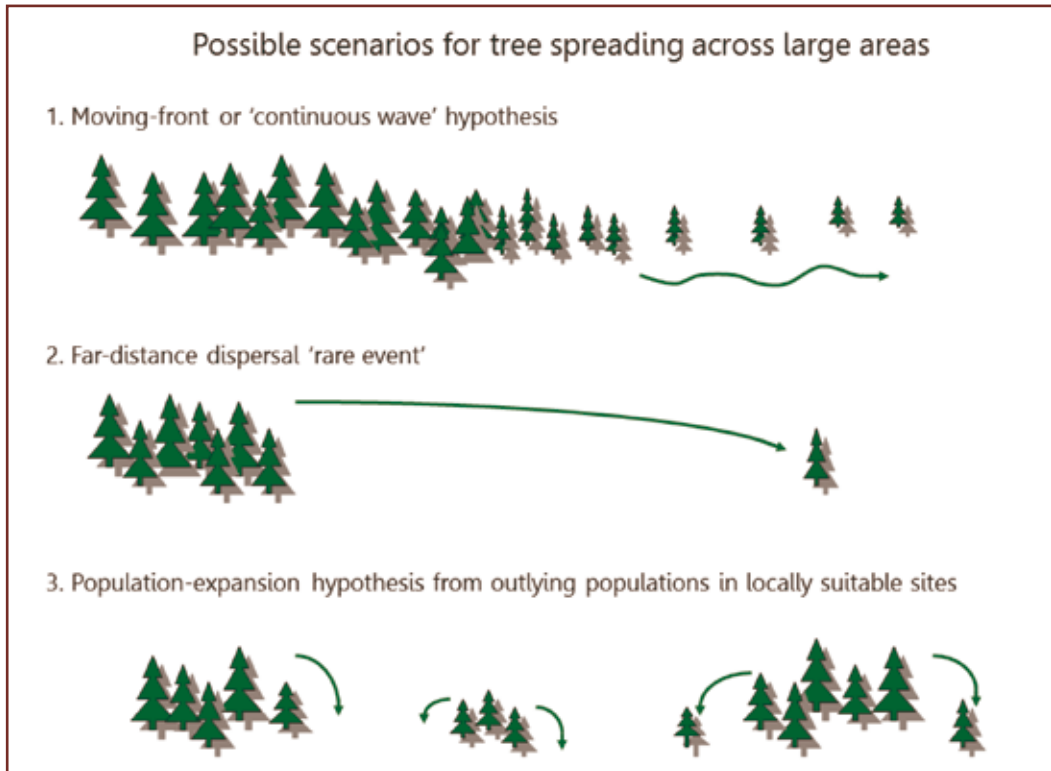 Possible scenarios for tree spreading across large areas
1. Moving-front or 'continuous wave' hypothesis
2. Far-distance dispersal 'rare event'
3. Population-expansion hypothesis from outlying populations in locally suitable sites